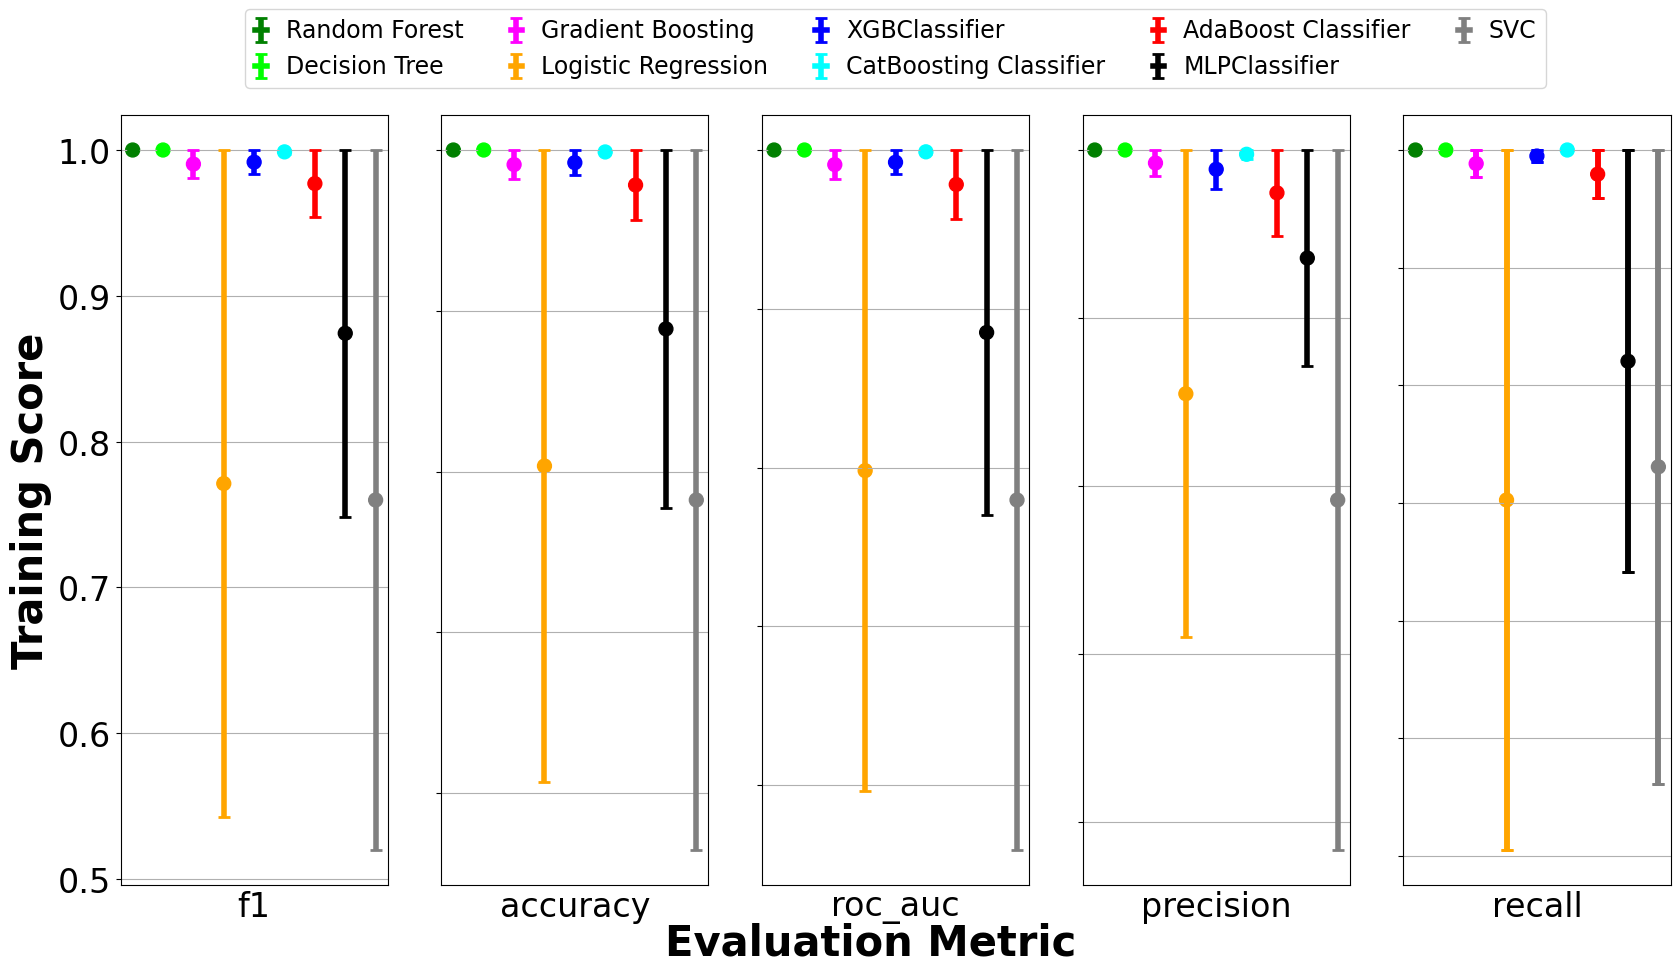 Random Forest Gradient Boosting XGBClassifier AdaBoost Classifier SVC
Decision Tree Logistic Regression CatBoosting Classifier MLPClassifier
1.0
0.9
0.8
0.7
0.6
0.5
Training Score
f1 accuracy roc_auc precision recall
Evaluation Metric